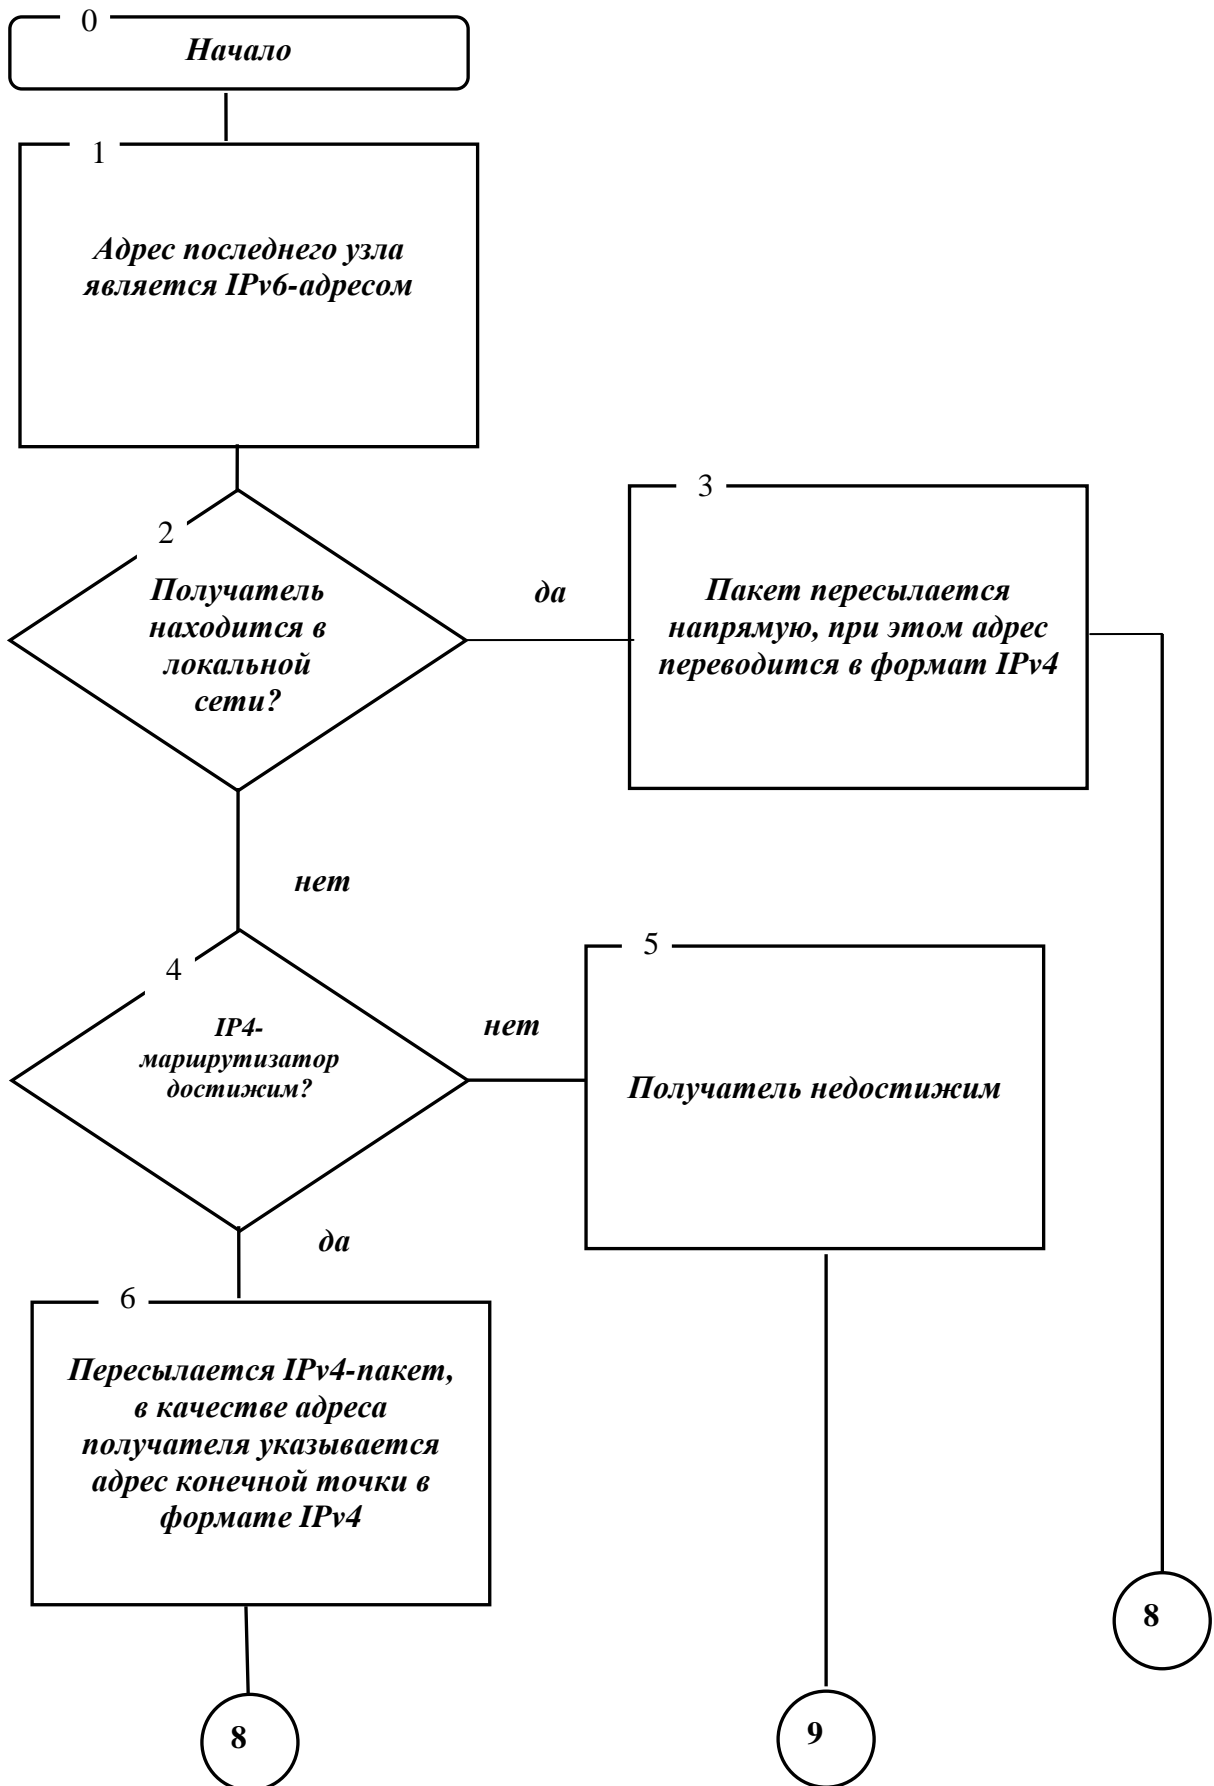 0
Начало
1
Адрес последнего узла
является IPv6-адресом
2
Получатель
находится в
локальной
сети?
да
3
Пакет пересылается
напрямую, при этом адрес
переводится в формат IPv4
нет
4
IP4-
маршрутизатор
достижим?
нет
5
Получатель недостижим
да
6
Пересылается IPv4-пакет,
в качестве адреса
получателя указывается
адрес конечной точки в
формате IPv4
8
8
9